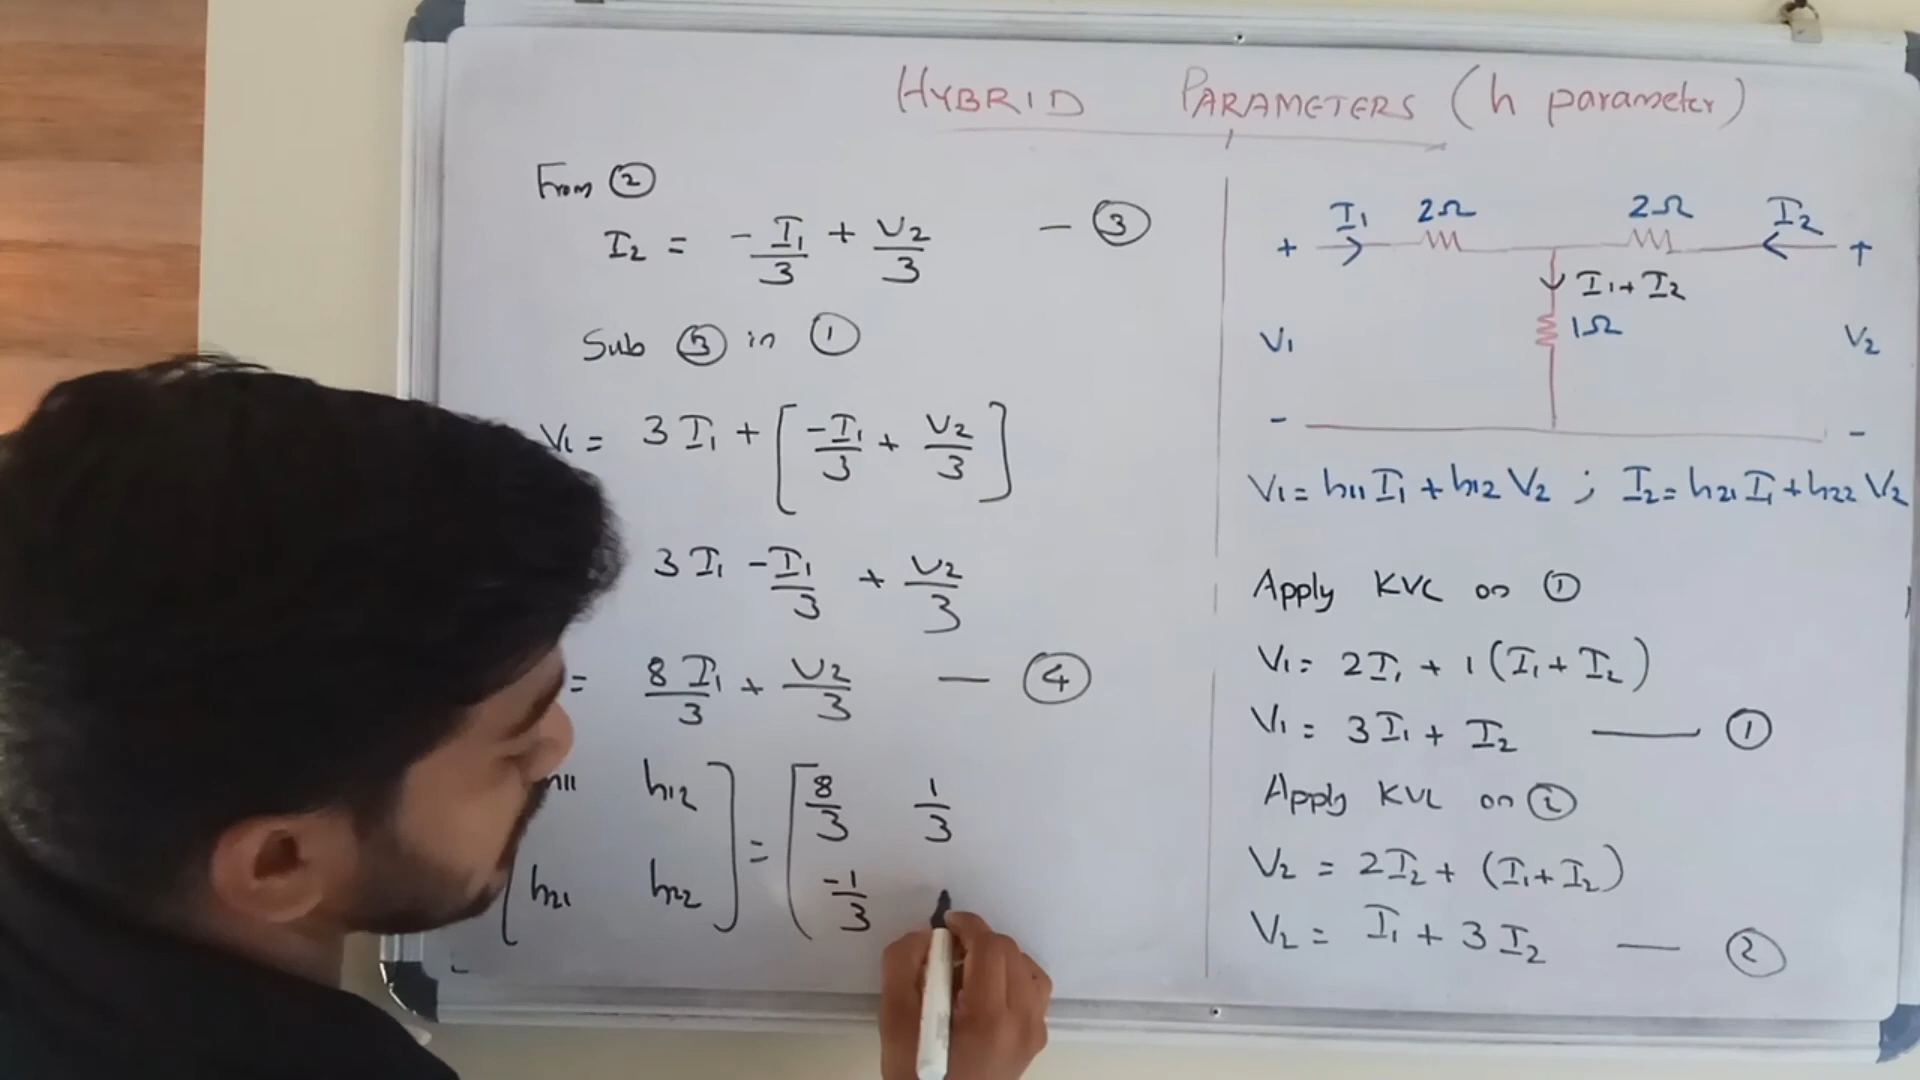 HYBRID PARAMETERS (h parameter)
From ②
I₂ = -I₁/3 + V₂/3 — ③
Sub ③ in ①
V₁ = 3I₁ + [-I₁/3 + V₂/3]
3I₁ - I₁/3 + V₂/3
= 8I₁/3 + V₂/3 — ④
h₁₁ h₁₂ ] = [ 8/3 1/3
h₂₁ h₂₂ -1/3
I₁ 2Ω 2Ω I₂
+ +
I₁+I₂
V₁ 1Ω V₂
- -
V₁ = h₁₁I₁ + h₁₂V₂ ; I₂ = h₂₁I₁ + h₂₂V₂
Apply KVL on ①
V₁ = 2I₁ + 1(I₁+I₂)
V₁ = 3I₁ + I₂ — ①
Apply KVL on ②
V₂ = 2I₂ + (I₁+I₂)
V₂ = I₁ + 3I₂ — ②